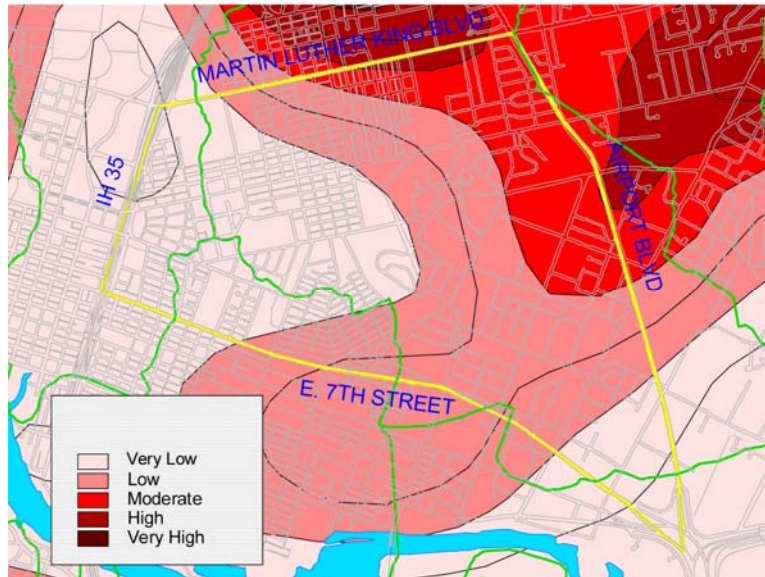 MARTIN LUTHER KING BLVD
IH 35
AIRPORT BLVD
E. 7TH STREET
Very Low
Low
Moderate
High
Very High